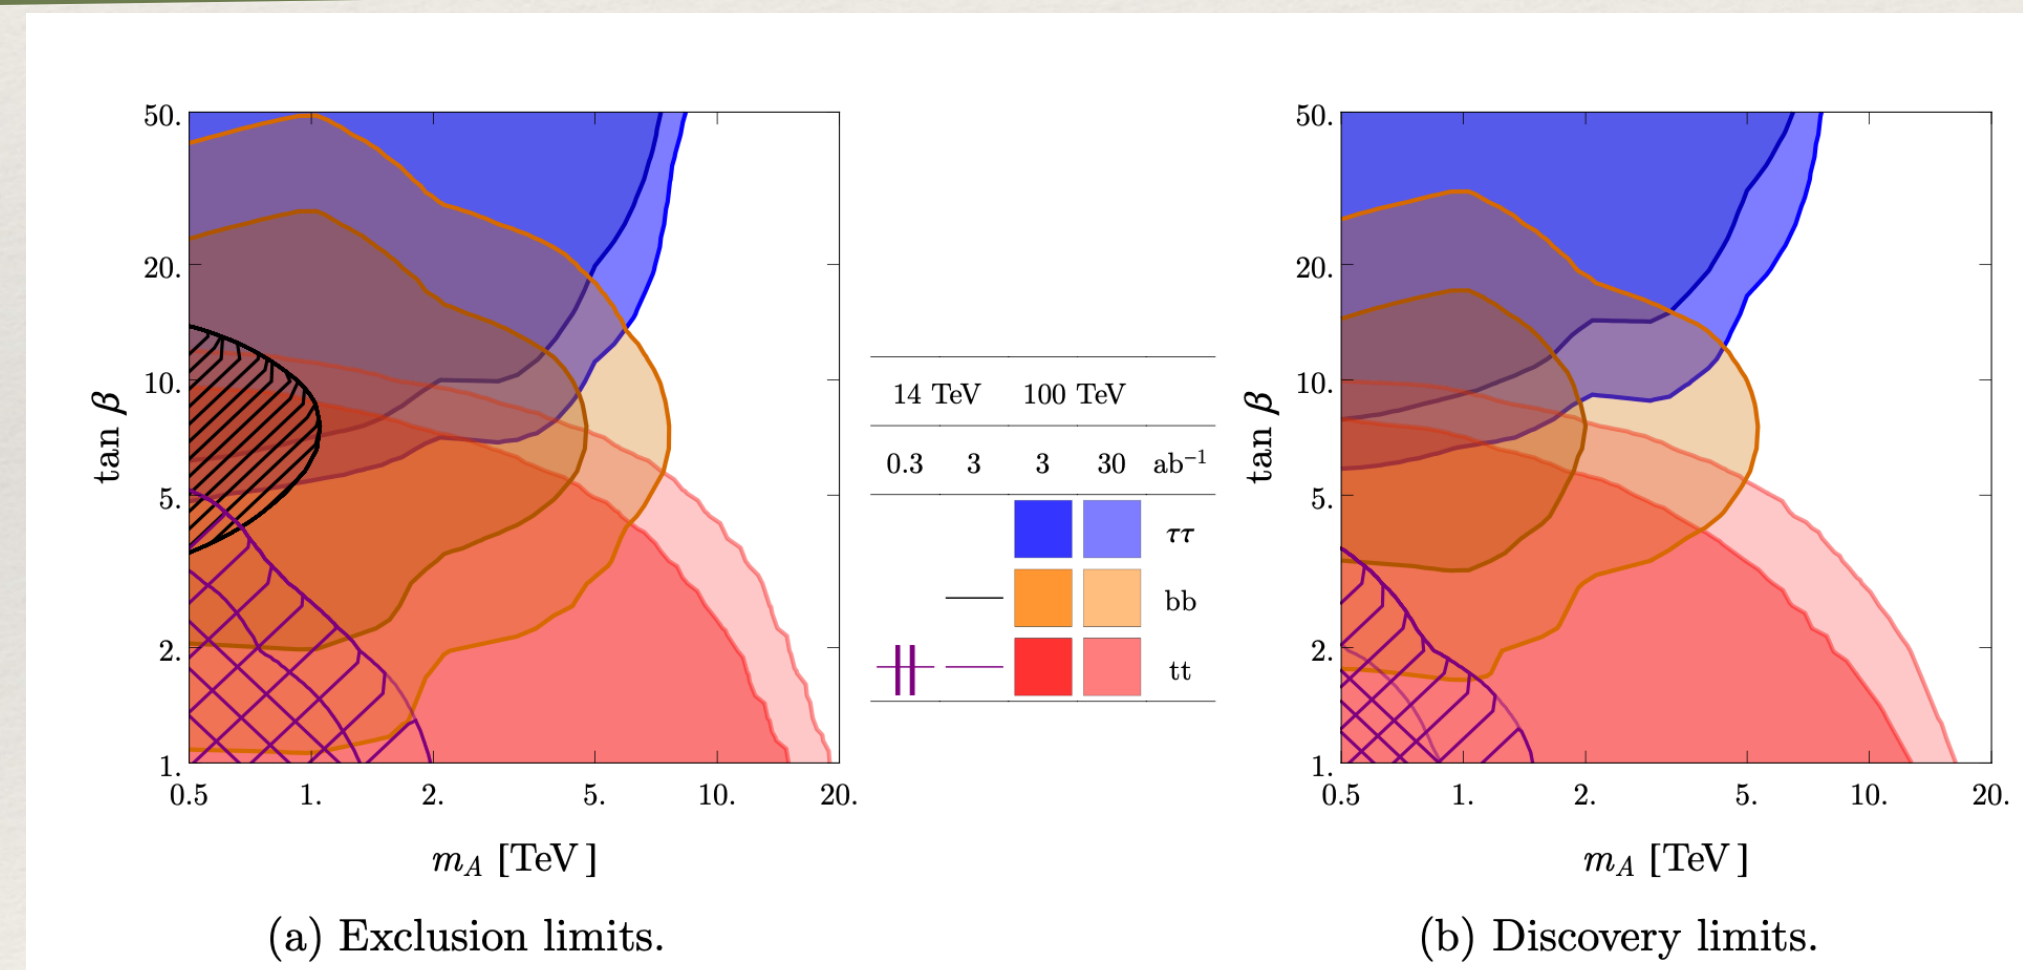 50.
20.
10.
5.
2.
1.
tan β
0.5 1. 2. 5. 10. 20.
m_A [TeV]
(a) Exclusion limits.
14 TeV 100 TeV
0.3 3 3 30 ab⁻¹
ττ
bb
tt
50.
20.
10.
5.
2.
1.
tan β
0.5 1. 2. 5. 10. 20.
m_A [TeV]
(b) Discovery limits.